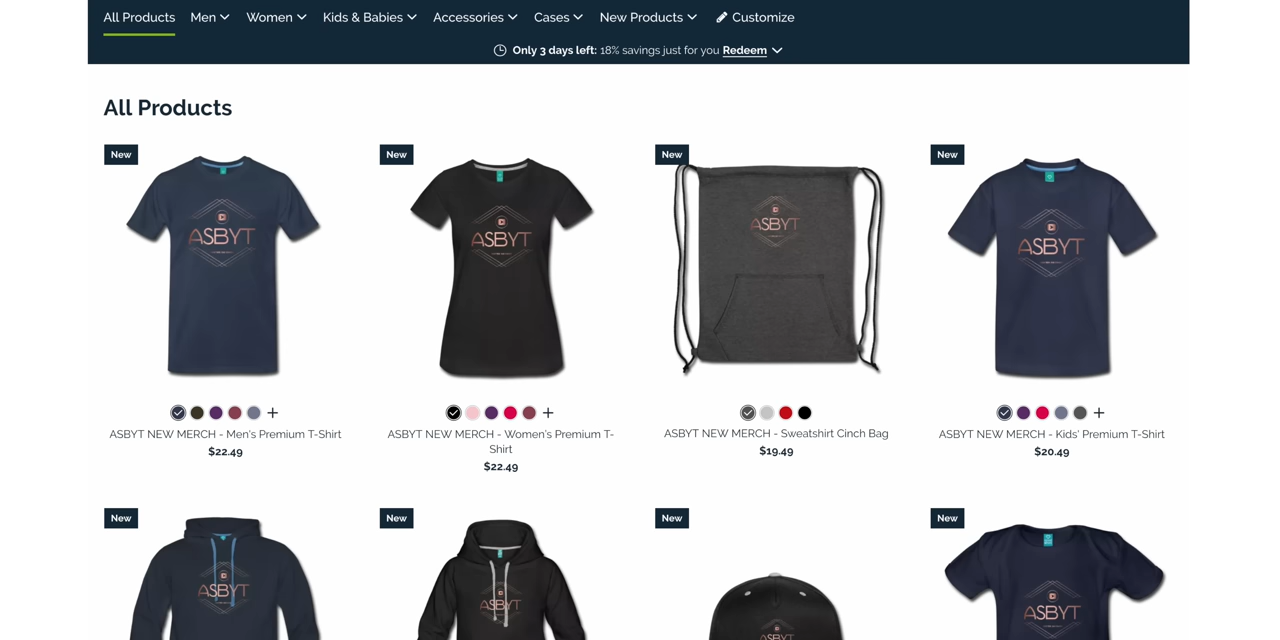 All Products Men Women Kids & Babies Accessories Cases New Products Customize
Only 3 days left: 18% savings just for you Redeem
All Products
New New New New
ASBYT ASBYT ASBYT ASBYT
ASBYT NEW MERCH - Men's Premium T-Shirt
$22.49
ASBYT NEW MERCH - Women's Premium T-
Shirt
$22.49
ASBYT NEW MERCH - Sweatshirt Cinch Bag
$19.49
ASBYT NEW MERCH - Kids' Premium T-Shirt
$20.49
New New New New
ASBYT ASBYT ASBYT ASBYT